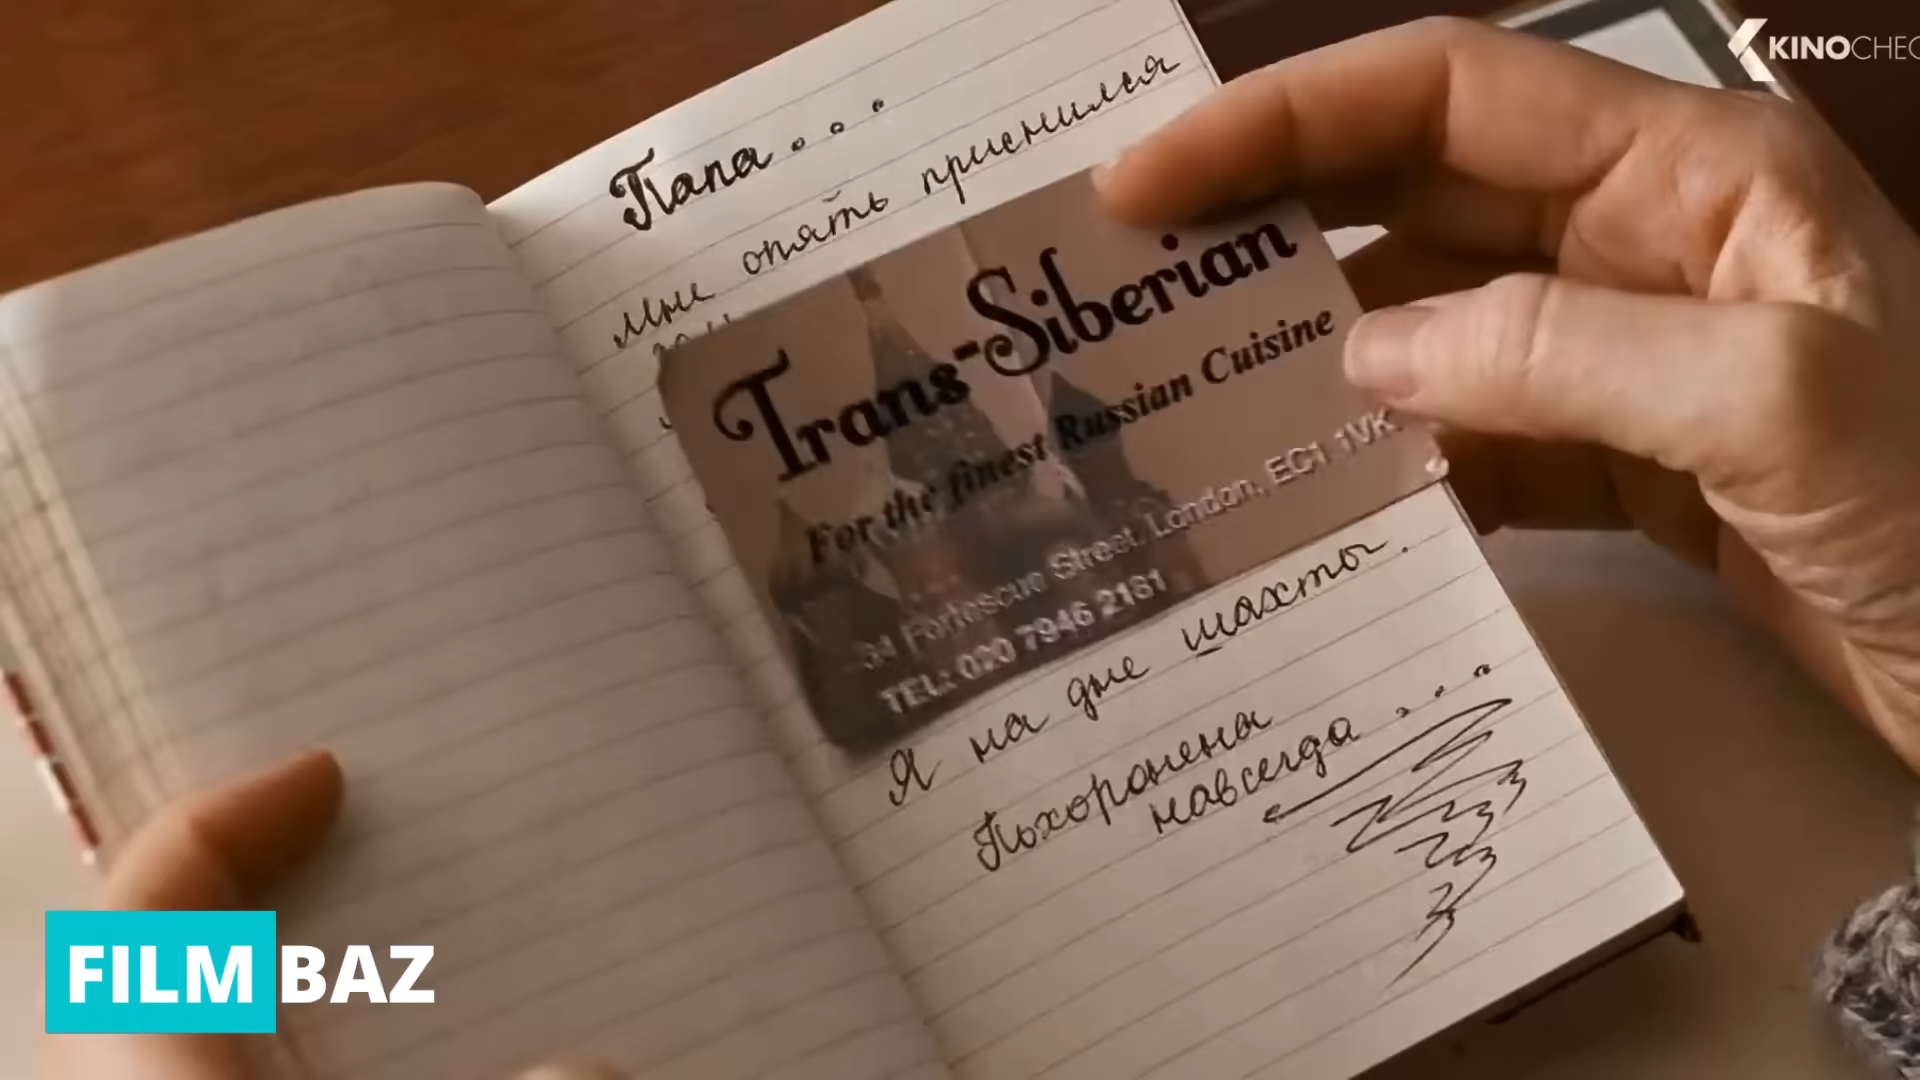 KINOCHEC
Папа...
Мне опять приснился
Trans-Siberian
For the finest Russian Cuisine
34 Fortescue Street, London, EC1 1VK
TEL: 020 7946 2181
Я на дне шахты.
Похоронена
навсегда...
FILM BAZ